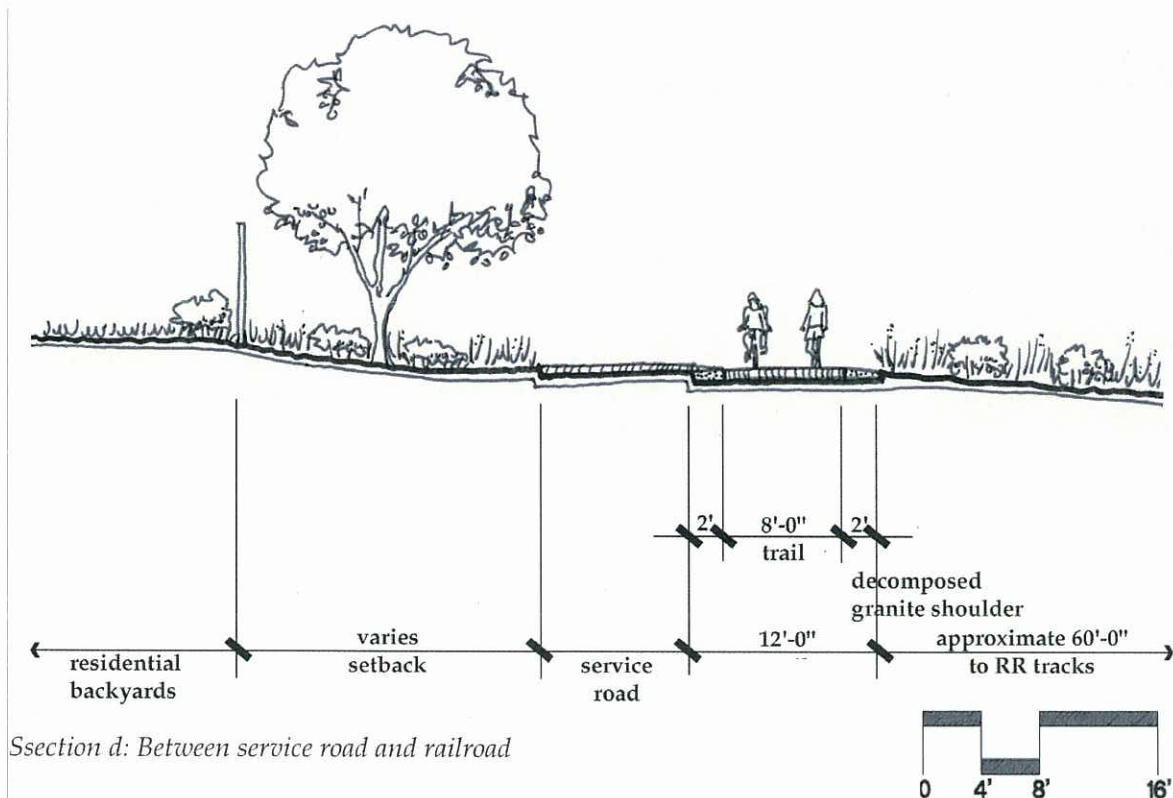 2' 8'-0" 2'
trail
decomposed
granite shoulder
varies 12'-0" approximate 60'-0"
residential setback service to RR tracks
backyards road
Ssection d: Between service road and railroad
0 4' 8' 16'